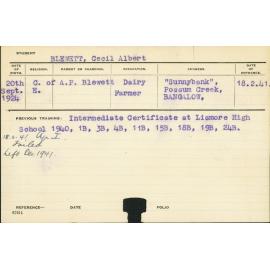 STUDENT
BLEWETT, Cecil Albert
DATE OF BIRTH. RELIGION. PARENT OR GUARDIAN. OCCUPATION. ADDRESS. DATE OF ENTRANCE.
20th C. of A.P. Blewett Dairy "Sunnybank", 18.2.41.
Sept. E. Farmer Possum Creek,
1924 BANGALOW,
PREVIOUS TRAINING: Intermediate Certificate at Lismore High
School 1940, 1B, 3B, 4B, 11B, 15B, 18B, 19B, 24B.
Failed
Left Dec. 1941.
REFERENCE— DATE FOLIO